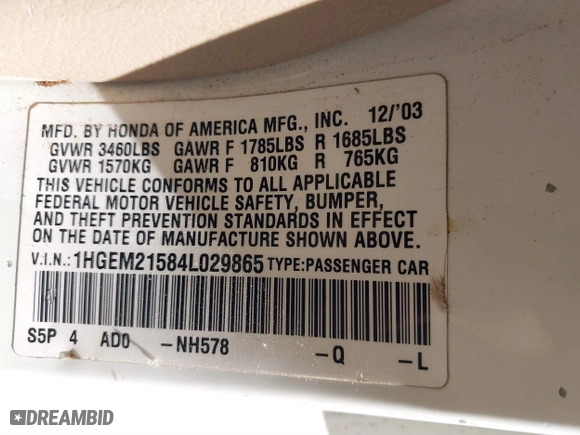 MFD. BY HONDA OF AMERICA MFG., INC. 12/'03
GVWR 3460LBS GAWR F 1785LBS R 1685LBS
GVWR 1570KG GAWR F 810KG R 765KG
THIS VEHICLE CONFORMS TO ALL APPLICABLE
FEDERAL MOTOR VEHICLE SAFETY, BUMPER,
AND THEFT PREVENTION STANDARDS IN EFFECT
ON THE DATE OF MANUFACTURE SHOWN ABOVE.
V.I.N.: 1HGEM21584L029865 TYPE:PASSENGER CAR
S5P 4 AD0 -NH578 -Q -L
DREAMBID